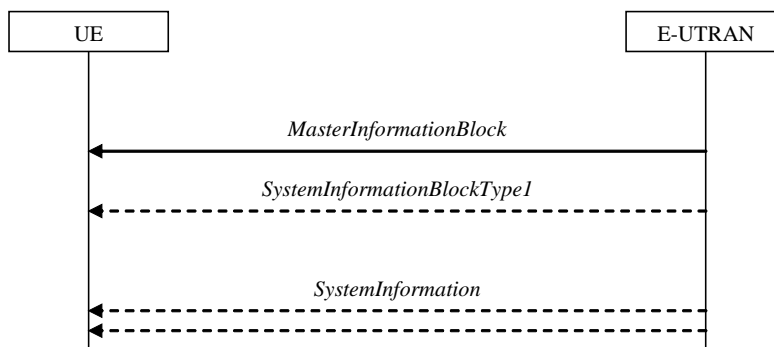 UE
E-UTRAN
MasterInformationBlock
SystemInformationBlockType1
SystemInformation